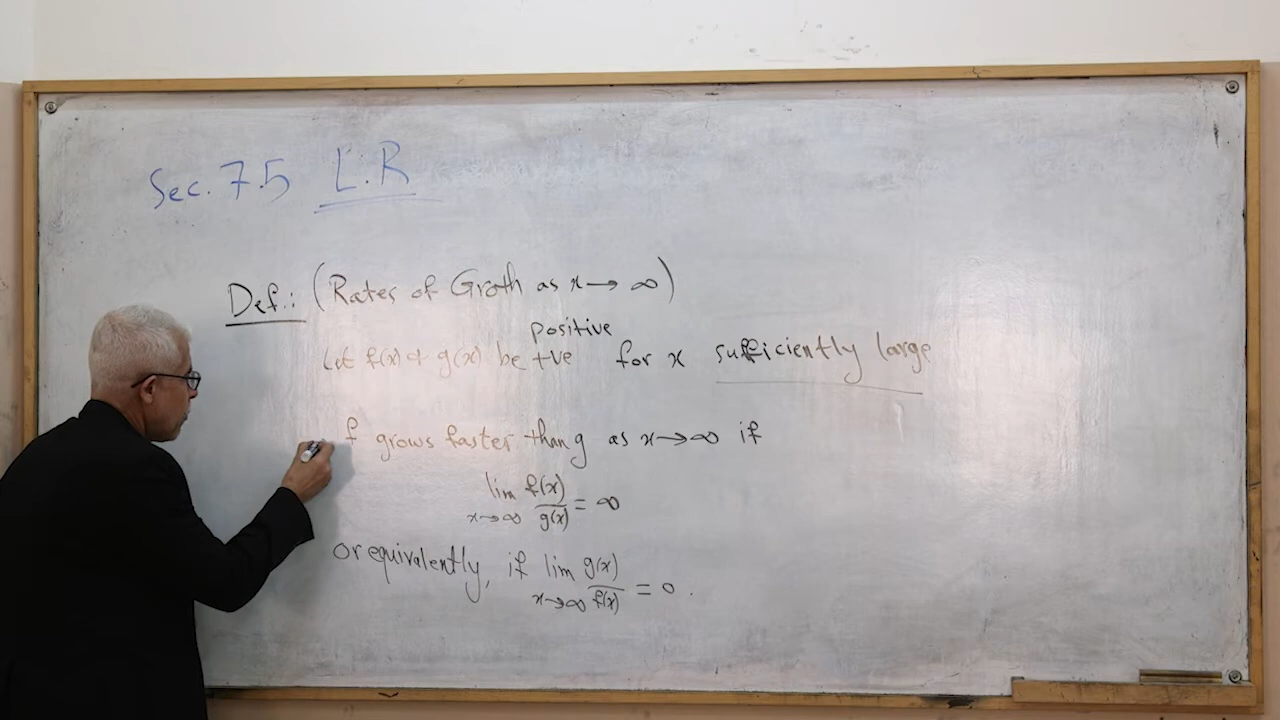 Sec. 7.5 L.R
Def.: (Rates of Groth as x → ∞)
positive
Let f(x) & g(x) be +ve for x sufficiently large
f grows faster than g as x → ∞ if
lim x→∞ f(x)/g(x) = ∞
or equivalently, if lim x→∞ g(x)/f(x) = 0.